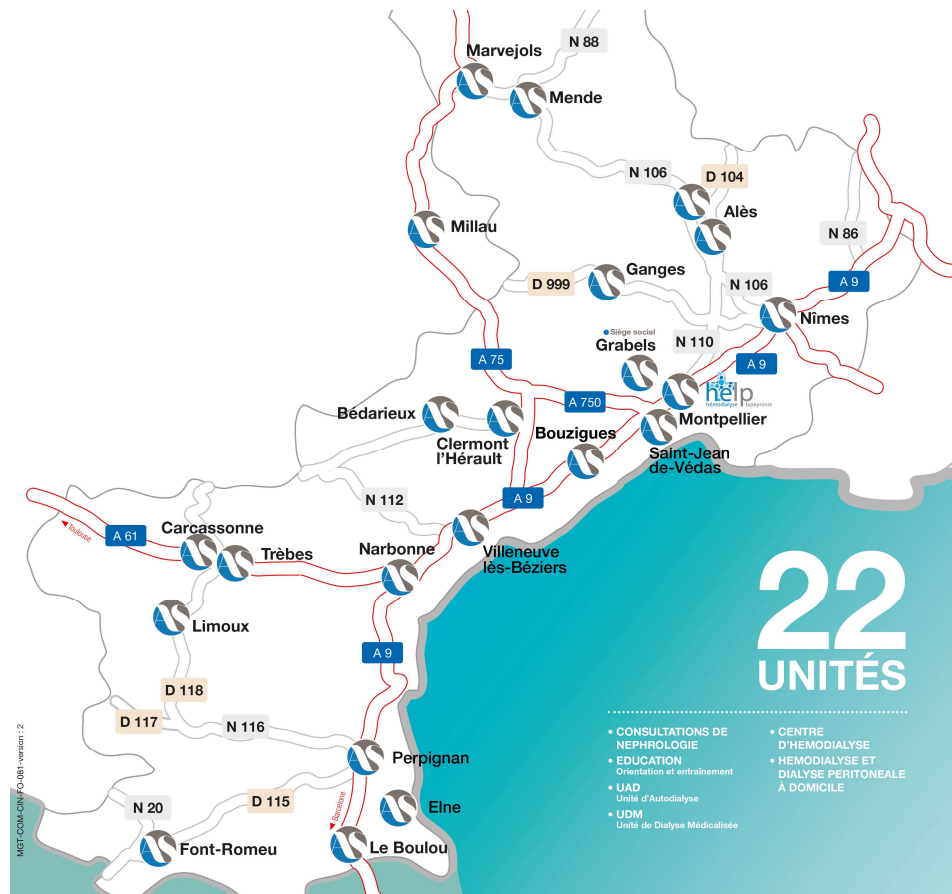 N 88
Marvejols
Mende
N 106
D 104
Alès
Millau
N 86
Ganges
D 999
N 106
A 9
Nîmes
Siège social
Grabels
N 110
A 75
A 9
help
hémodialyse lapeyronie
A 750
Montpellier
Bédarieux
Clermont
l'Hérault
Bouzigues
Saint-Jean
de-Védas
N 112
A 9
Toulouse
A 61
Carcassonne
Trèbes
Narbonne
Villeneuve
lès-Béziers
Limoux
A 9
22
UNITÉS
D 118
D 117
N 116
Perpignan
N 20
D 115
Barcelone
Elne
Font-Romeu
Le Boulou
• CONSULTATIONS DE
NEPHROLOGIE
• EDUCATION
Orientation et entraînement
• UAD
Unité d'Autodialyse
• UDM
Unité de Dialyse Médicalisée
• CENTRE
D'HEMODIALYSE
• HEMODIALYSE ET
DIALYSE PERITONEALE
À DOMICILE
MGT-COM-CIN-FO-081-version : 2